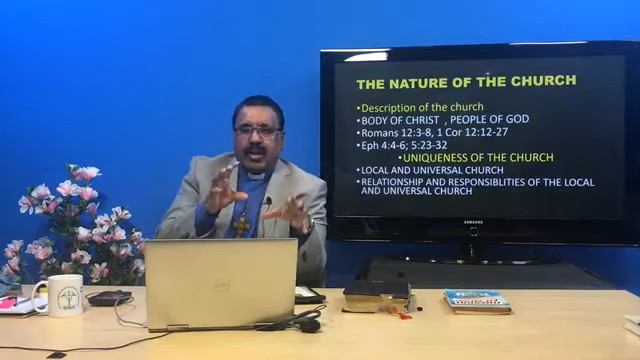 THE NATURE OF THE CHURCH
•Description of the church
•BODY OF CHRIST , PEOPLE OF GOD
•Romans 12:3-8, 1 Cor 12:12-27
•Eph 4:4-6; 5:23-32
•UNIQUENESS OF THE CHURCH
•LOCAL AND UNIVERSAL CHURCH
•RELATIONSHIP AND RESPONSIBLITIES OF THE LOCAL
AND UNIVERSAL CHURCH
SAMSUNG
DELL